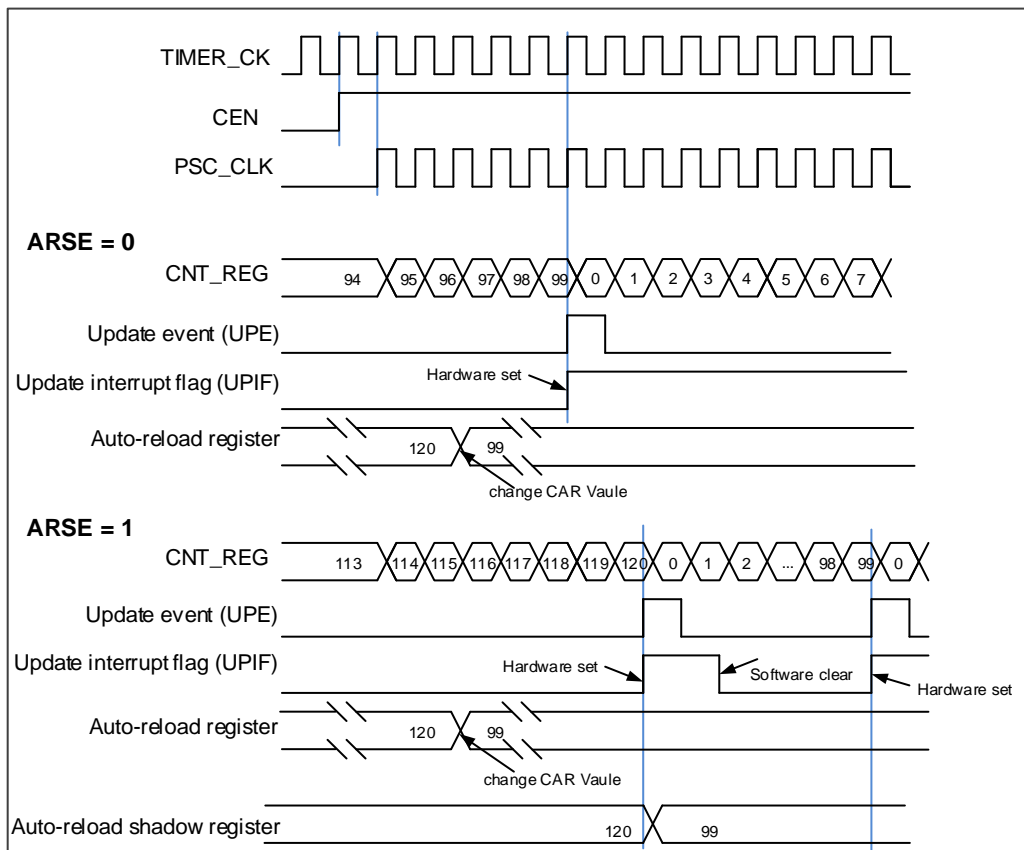 TIMER_CK
CEN
PSC_CLK
ARSE = 0
CNT_REG 94 95 96 97 98 99 0 1 2 3 4 5 6 7
Update event (UPE)
Update interrupt flag (UPIF) Hardware set
Auto-reload register 120 99
change CAR Vaule
ARSE = 1
CNT_REG 113 114 115 116 117 118 119 120 0 1 2 ... 98 99 0
Update event (UPE)
Update interrupt flag (UPIF) Hardware set Software clear Hardware set
Auto-reload register 120 99
change CAR Vaule
Auto-reload shadow register 120 99